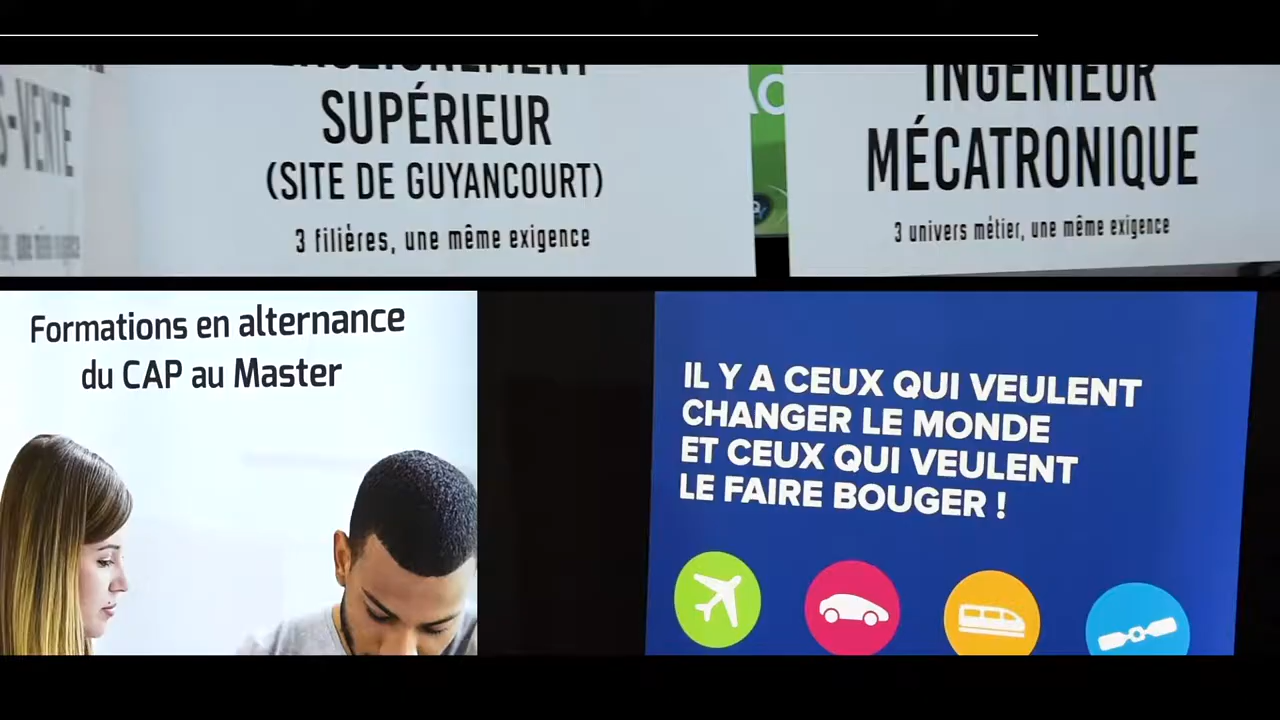 S-VENTE
ENSEIGNEMENT
SUPÉRIEUR
(SITE DE GUYANCOURT)
3 filières, une même exigence
INGÉNIEUR
MÉCATRONIQUE
3 univers métier, une même exigence
Formations en alternance
du CAP au Master
IL Y A CEUX QUI VEULENT
CHANGER LE MONDE
ET CEUX QUI VEULENT
LE FAIRE BOUGER !